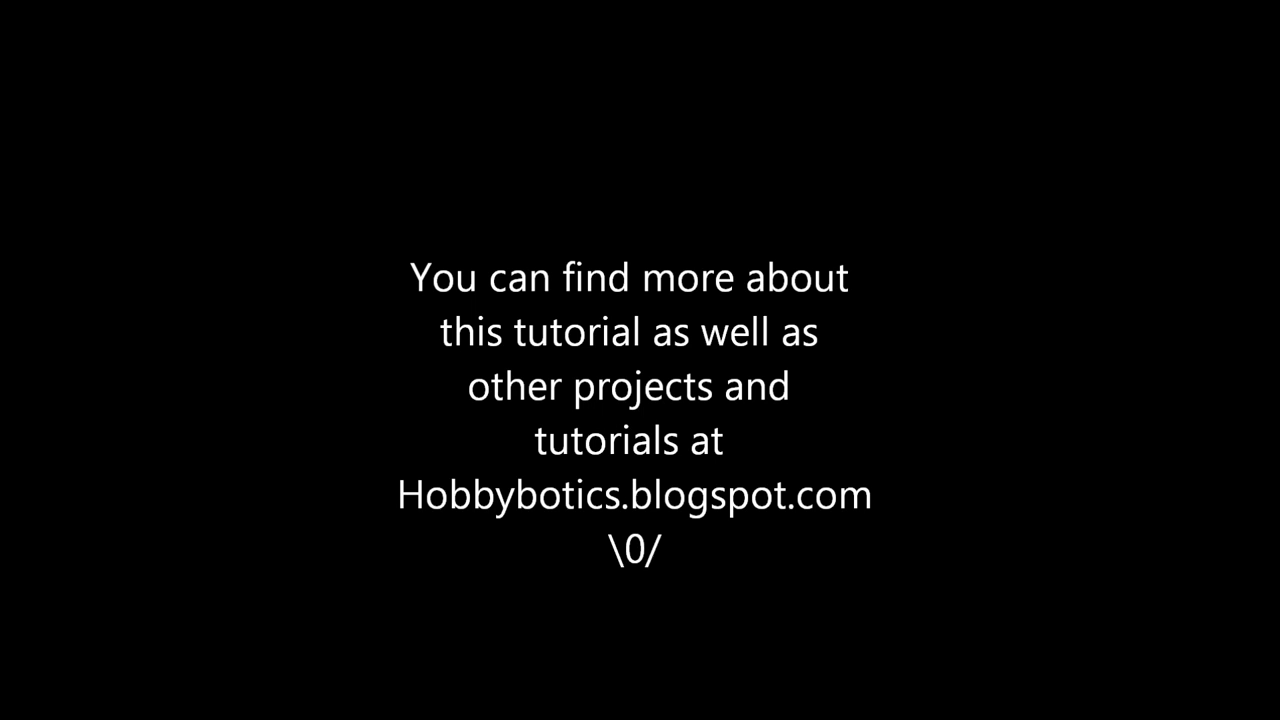 You can find more about
this tutorial as well as
other projects and
tutorials at
Hobbybotics.blogspot.com
\0/